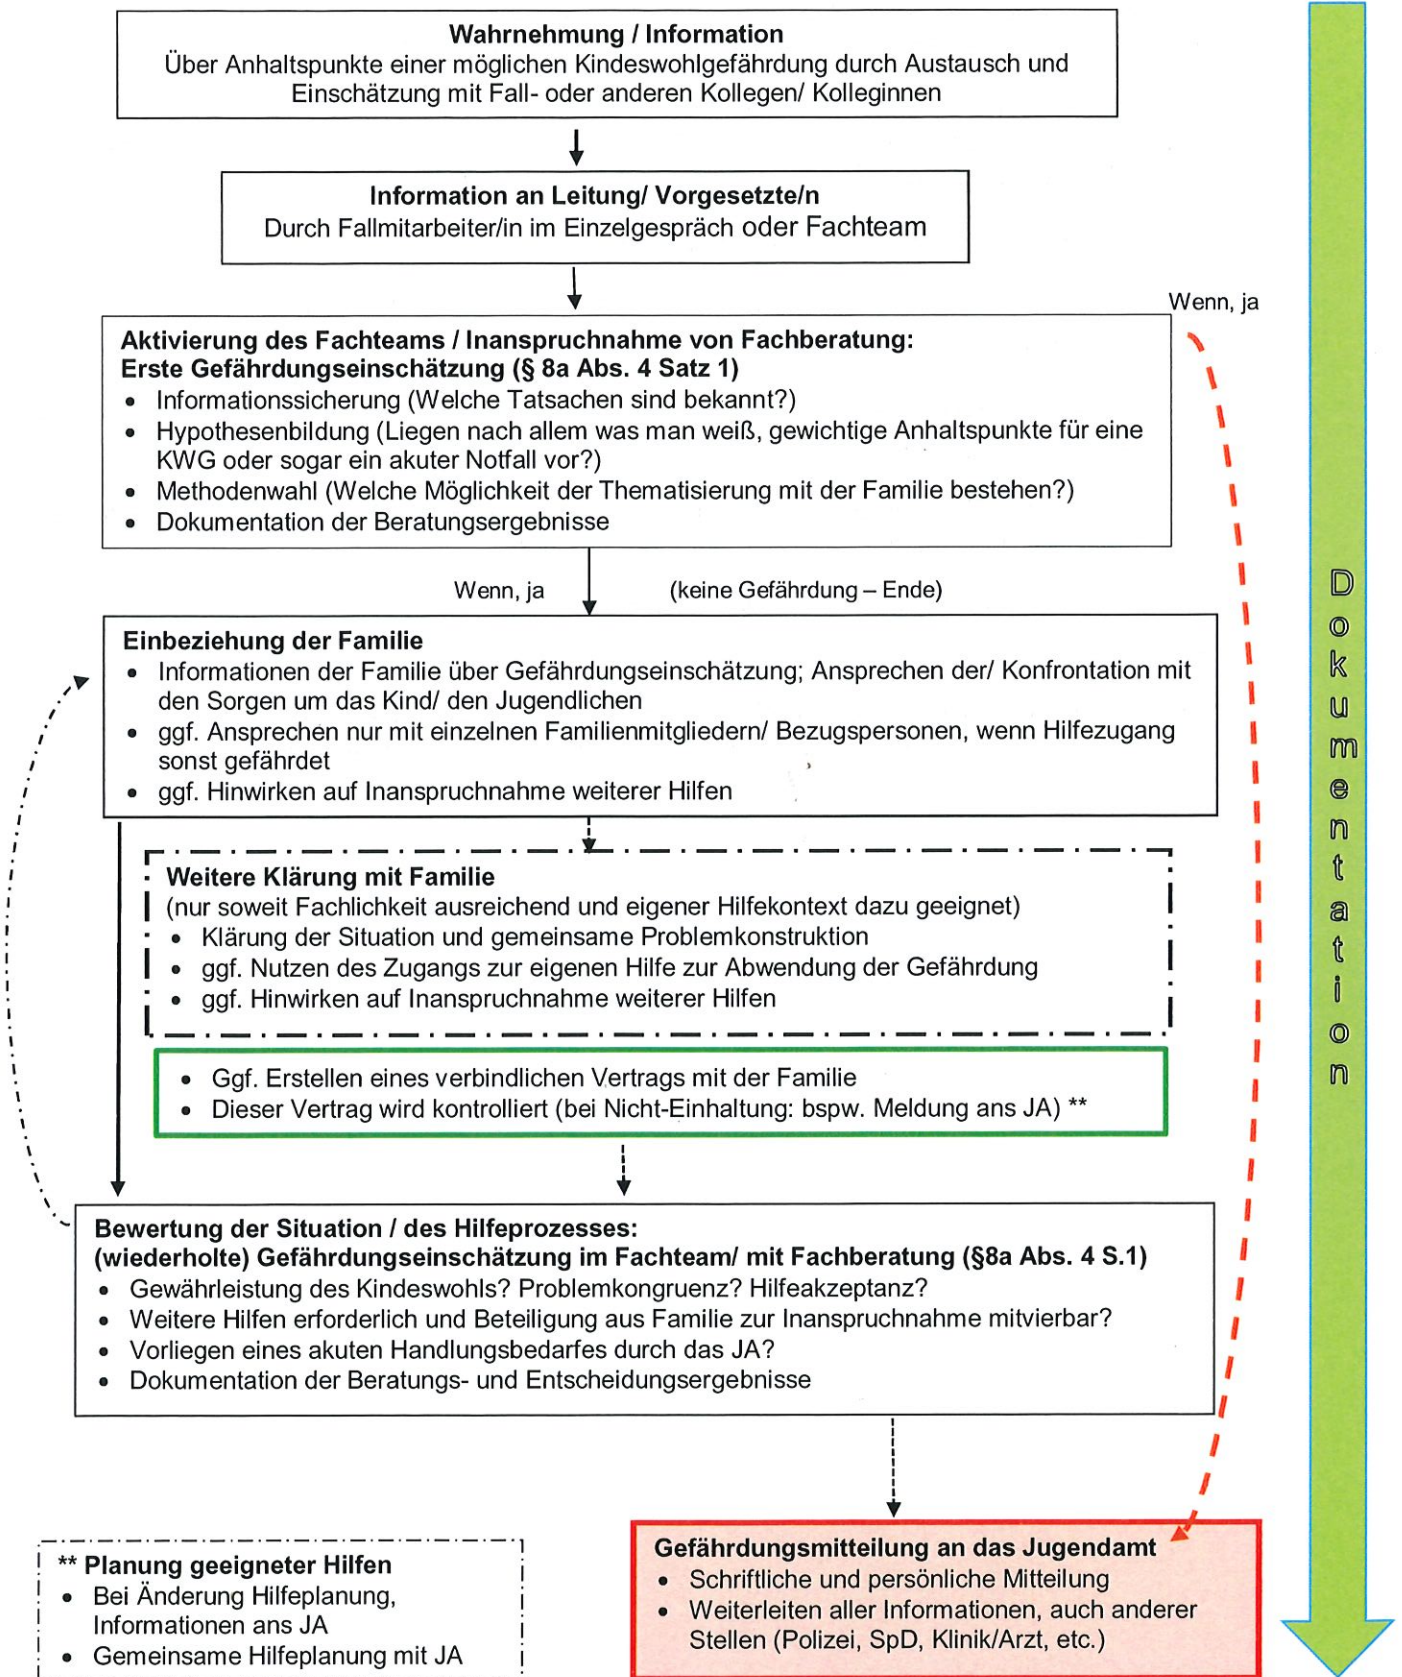 Wahrnehmung / Information
Über Anhaltspunkte einer möglichen Kindeswohlgefährdung durch Austausch und
Einschätzung mit Fall- oder anderen Kollegen/ Kolleginnen
Information an Leitung/ Vorgesetzte/n
Durch Fallmitarbeiter/in im Einzelgespräch oder Fachteam
Wenn, ja
Aktivierung des Fachteams / Inanspruchnahme von Fachberatung:
Erste Gefährdungseinschätzung (§ 8a Abs. 4 Satz 1)
• Informationssicherung (Welche Tatsachen sind bekannt?)
• Hypothesenbildung (Liegen nach allem was man weiß, gewichtige Anhaltspunkte für eine
KWG oder sogar ein akuter Notfall vor?)
• Methodenwahl (Welche Möglichkeit der Thematisierung mit der Familie bestehen?)
• Dokumentation der Beratungsergebnisse
Wenn, ja (keine Gefährdung – Ende)
Einbeziehung der Familie
• Informationen der Familie über Gefährdungseinschätzung; Ansprechen der/ Konfrontation mit
den Sorgen um das Kind/ den Jugendlichen
• ggf. Ansprechen nur mit einzelnen Familienmitgliedern/ Bezugspersonen, wenn Hilfezugang
sonst gefährdet
• ggf. Hinwirken auf Inanspruchnahme weiterer Hilfen
Weitere Klärung mit Familie
(nur soweit Fachlichkeit ausreichend und eigener Hilfekontext dazu geeignet)
• Klärung der Situation und gemeinsame Problemkonstruktion
• ggf. Nutzen des Zugangs zur eigenen Hilfe zur Abwendung der Gefährdung
• ggf. Hinwirken auf Inanspruchnahme weiterer Hilfen
• Ggf. Erstellen eines verbindlichen Vertrags mit der Familie
• Dieser Vertrag wird kontrolliert (bei Nicht-Einhaltung: bspw. Meldung ans JA) **
Bewertung der Situation / des Hilfeprozesses:
(wiederholte) Gefährdungseinschätzung im Fachteam/ mit Fachberatung (§8a Abs. 4 S.1)
• Gewährleistung des Kindeswohls? Problemkongruenz? Hilfeakzeptanz?
• Weitere Hilfen erforderlich und Beteiligung aus Familie zur Inanspruchnahme mitvierbar?
• Vorliegen eines akuten Handlungsbedarfes durch das JA?
• Dokumentation der Beratungs- und Entscheidungsergebnisse
** Planung geeigneter Hilfen
• Bei Änderung Hilfeplanung,
Informationen ans JA
• Gemeinsame Hilfeplanung mit JA
Gefährdungsmitteilung an das Jugendamt
• Schriftliche und persönliche Mitteilung
• Weiterleiten aller Informationen, auch anderer
Stellen (Polizei, SpD, Klinik/Arzt, etc.)
Dokumentation